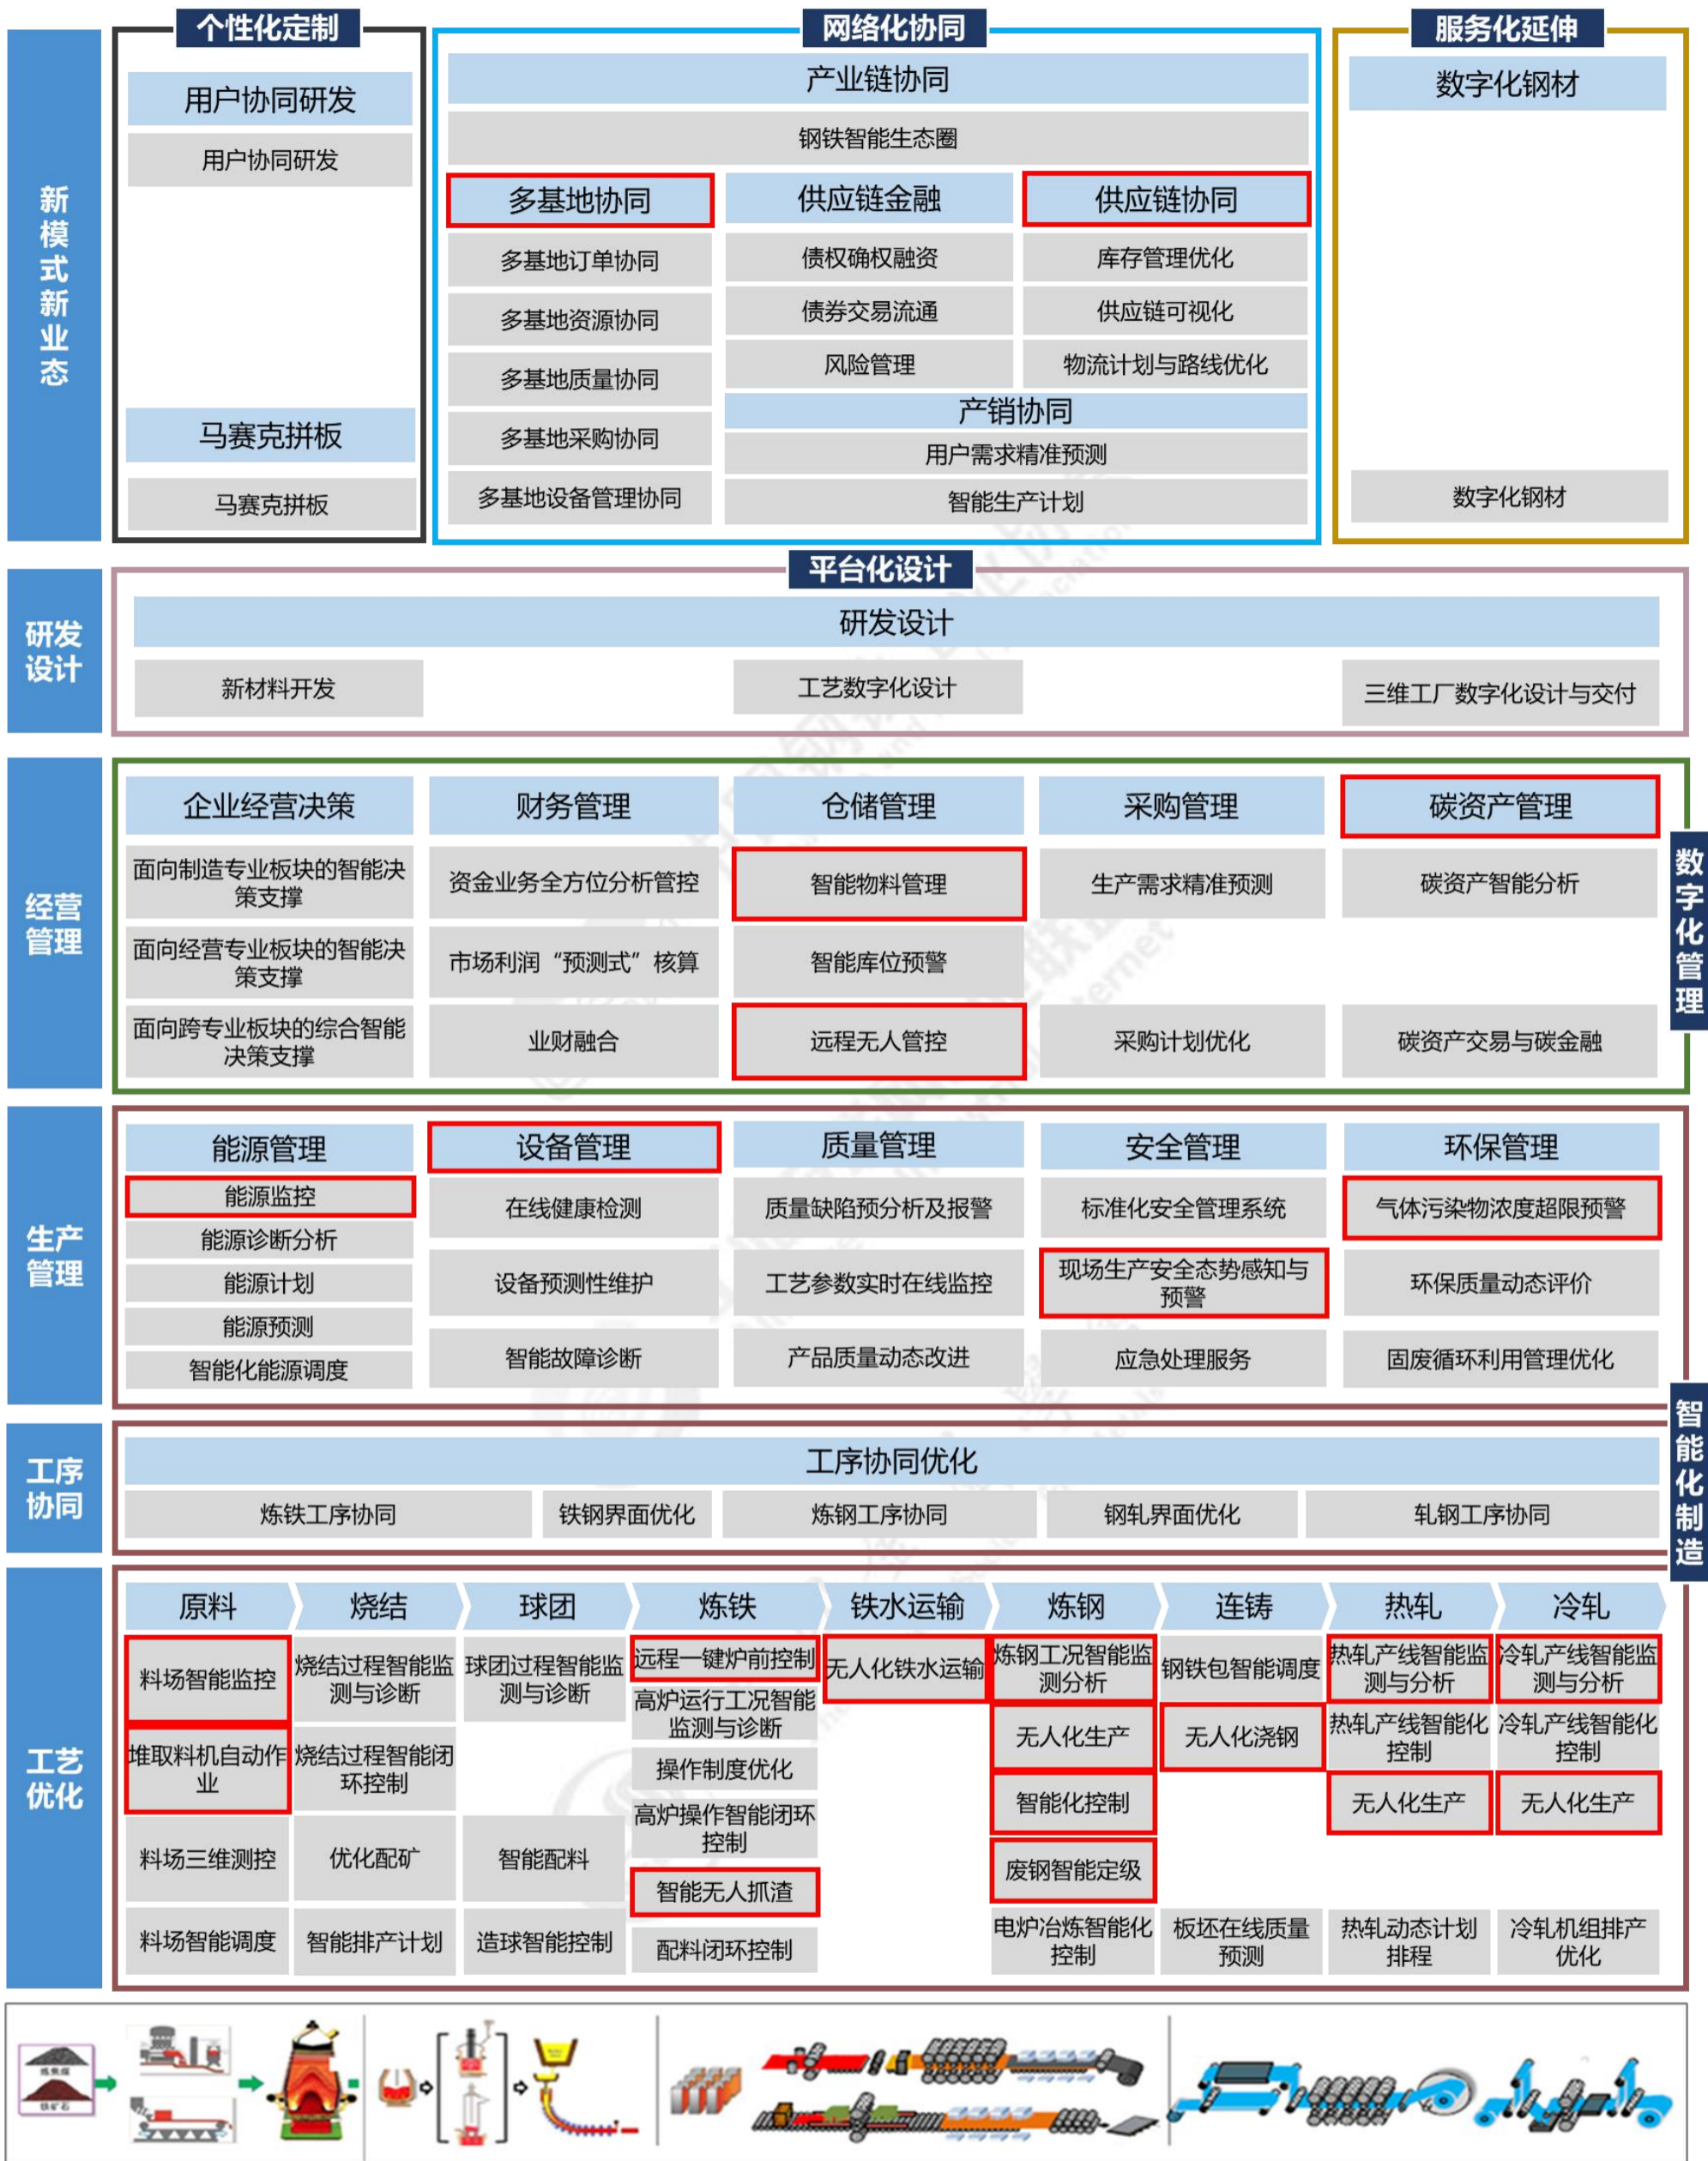 个性化定制
网络化协同
服务化延伸
新模式新业态
用户协同研发
用户协同研发
马赛克拼板
马赛克拼板
产业链协同
钢铁智能生态圈
多基地协同
多基地订单协同
多基地资源协同
多基地质量协同
多基地采购协同
多基地设备管理协同
供应链金融
债权确权融资
债券交易流通
风险管理
供应链协同
库存管理优化
供应链可视化
物流计划与路线优化
产销协同
用户需求精准预测
智能生产计划
数字化钢材
数字化钢材
平台化设计
研发
设计
研发设计
新材料开发
工艺数字化设计
三维工厂数字化设计与交付
经营
管理
数字化管理
企业经营决策
面向制造专业板块的智能决
策支撑
面向经营专业板块的智能决
策支撑
面向跨专业板块的综合智能
决策支撑
财务管理
资金业务全方位分析管控
市场利润“预测式”核算
业财融合
仓储管理
智能物料管理
智能库位预警
远程无人管控
采购管理
生产需求精准预测
采购计划优化
碳资产管理
碳资产智能分析
碳资产交易与碳金融
生产
管理
智能化制造
能源管理
能源监控
能源诊断分析
能源计划
能源预测
智能化能源调度
设备管理
在线健康检测
设备预测性维护
智能故障诊断
质量管理
质量缺陷预分析及报警
工艺参数实时在线监控
产品质量动态改进
安全管理
标准化安全管理系统
现场生产安全态势感知与
预警
应急处理服务
环保管理
气体污染物浓度超限预警
环保质量动态评价
固废循环利用管理优化
工序
协同
工序协同优化
炼铁工序协同
铁钢界面优化
炼钢工序协同
钢轧界面优化
轧钢工序协同
工艺
优化
原料
料场智能监控
堆取料机自动作
业
料场三维测控
料场智能调度
烧结
烧结过程智能监
测与诊断
烧结过程智能闭
环控制
优化配矿
智能排产计划
球团
球团过程智能监
测与诊断
智能配料
造球智能控制
炼铁
远程一键炉前控制
高炉运行工况智能
监测与诊断
操作制度优化
高炉操作智能闭环
控制
智能无人抓渣
配料闭环控制
铁水运输
无人化铁水运输
炼钢
炼钢工况智能监
测分析
无人化生产
智能化控制
废钢智能定级
电炉冶炼智能化
控制
连铸
钢铁包智能调度
无人化浇钢
板坯在线质量
预测
热轧
热轧产线智能监
测与分析
热轧产线智能化
控制
无人化生产
热轧动态计划
排程
冷轧
冷轧产线智能监
测与分析
冷轧产线智能化
控制
无人化生产
冷轧机组排产
优化
炼焦煤
铁矿石